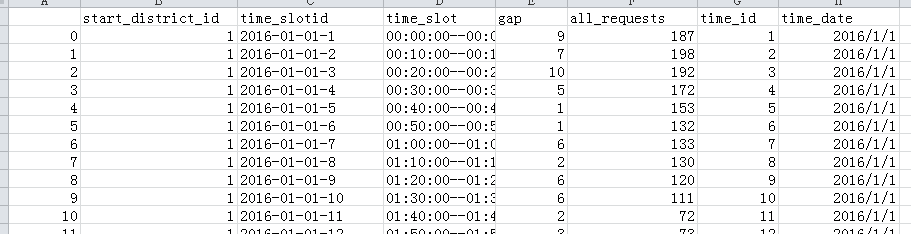 A B C D E F G H
start_district_id time_slotid time_slot gap all_requests time_id time_date
0 1 2016-01-01-1 00:00:00--00:0 9 187 1 2016/1/1
1 1 2016-01-01-2 00:10:00--00:1 7 198 2 2016/1/1
2 1 2016-01-01-3 00:20:00--00:2 10 192 3 2016/1/1
3 1 2016-01-01-4 00:30:00--00:3 5 172 4 2016/1/1
4 1 2016-01-01-5 00:40:00--00:4 1 153 5 2016/1/1
5 1 2016-01-01-6 00:50:00--00:5 1 132 6 2016/1/1
6 1 2016-01-01-7 01:00:00--01:0 6 133 7 2016/1/1
7 1 2016-01-01-8 01:10:00--01:1 2 130 8 2016/1/1
8 1 2016-01-01-9 01:20:00--01:2 6 120 9 2016/1/1
9 1 2016-01-01-10 01:30:00--01:3 6 111 10 2016/1/1
10 1 2016-01-01-11 01:40:00--01:4 2 72 11 2016/1/1
11 1 2016-01-01-12 01:50:00--01:5 3 73 12 2016/1/1